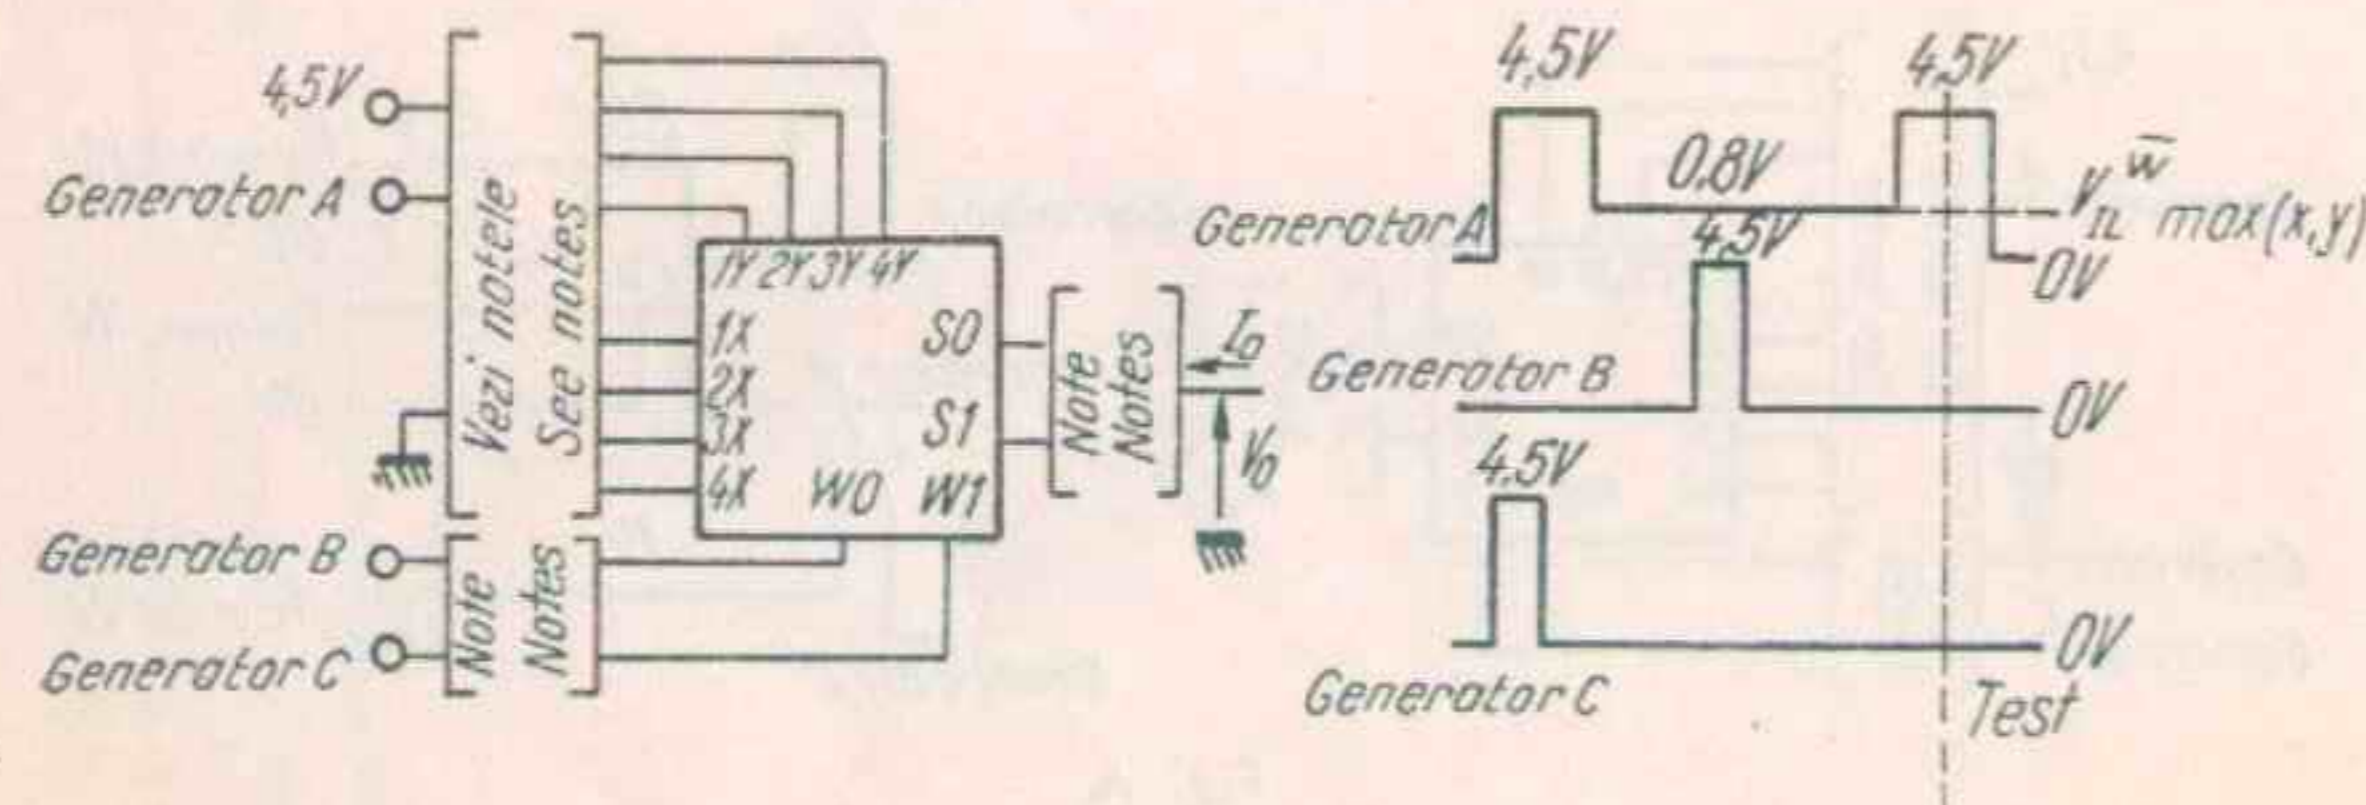 4,5V
Generator A
Vezi notele
See notes
Generator B
Generator C
Note
Notes
1Y 2Y 3Y 4Y
1X
2X
3X
4X
S0
S1
W0 W1
Note
Notes
I0
V0
4,5V
4,5V
0,8V
Generator A
4,5V
max(x,y)
0V
Generator B
0V
4,5V
0V
Generator C
Test